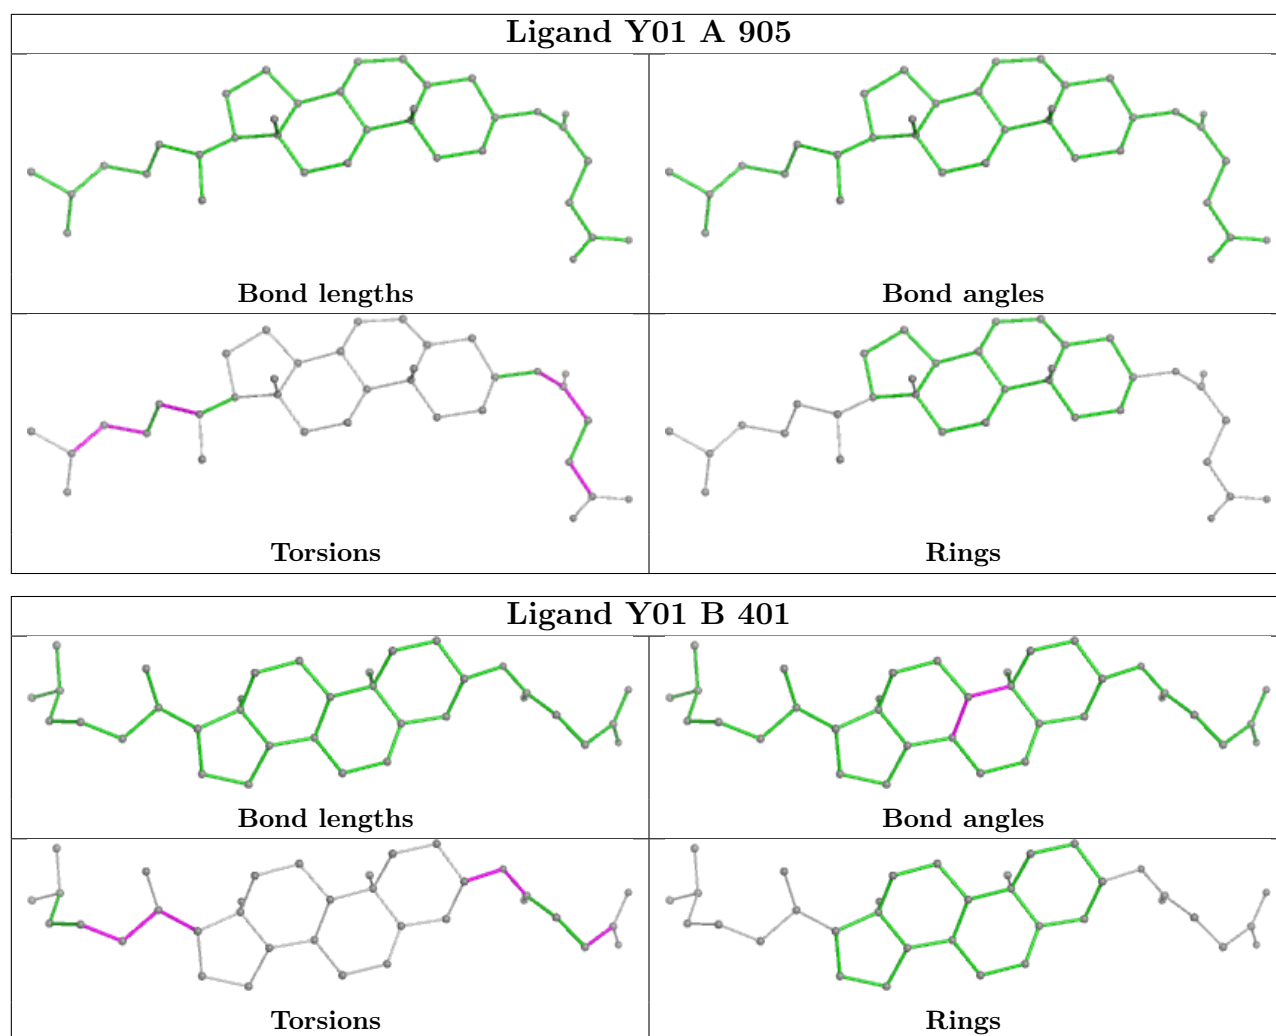 Ligand Y01 A 905
Bond lengths
Bond angles
Torsions
Rings
Ligand Y01 B 401
Bond lengths
Bond angles
Torsions
Rings